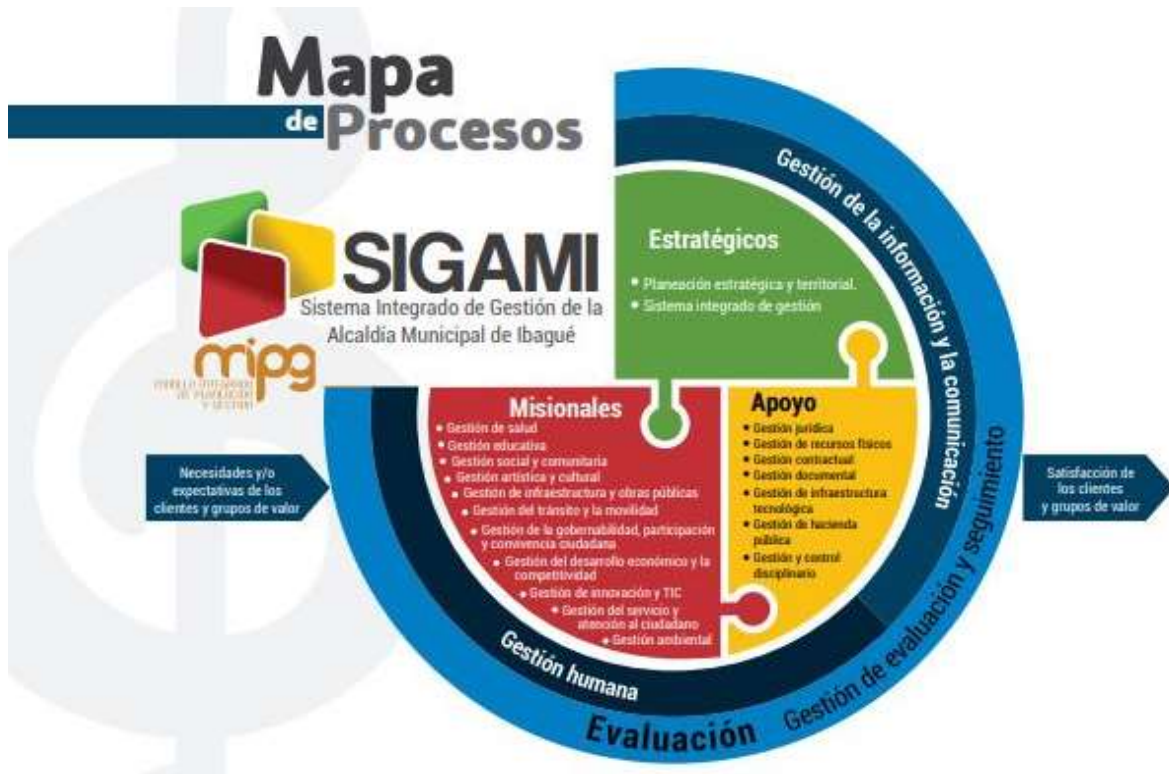 Mapa
de Procesos
SIGAMI
Sistema Integrado de Gestión de la
Alcaldía Municipal de Ibagué
mipg
MODELO INTEGRADO
DE PLANEACIÓN
Y GESTIÓN
Necesidades y/o
expectativas de los
clientes y grupos de valor
Estratégicos
• Planeación estratégica y territorial.
• Sistema integrado de gestión
Misionales
• Gestión de salud
• Gestión educativa
• Gestión social y comunitaria
• Gestión artística y cultural
• Gestión de infraestructura y obras públicas
• Gestión del tránsito y la movilidad
• Gestión de la gobernabilidad, participación
y convivencia ciudadana
• Gestión del desarrollo económico y la
competitividad
• Gestión de innovación y TIC
• Gestión del servicio y
atención al ciudadano
• Gestión ambiental
Apoyo
• Gestión jurídica
• Gestión de recursos físicos
• Gestión contractual
• Gestión documental
• Gestión de infraestructura
tecnológica
• Gestión de hacienda
pública
• Gestión y control
disciplinario
Gestión de la información y la comunicación
Gestión humana
Evaluación
Gestión de evaluación y seguimiento
Satisfacción de
los clientes
y grupos de valor